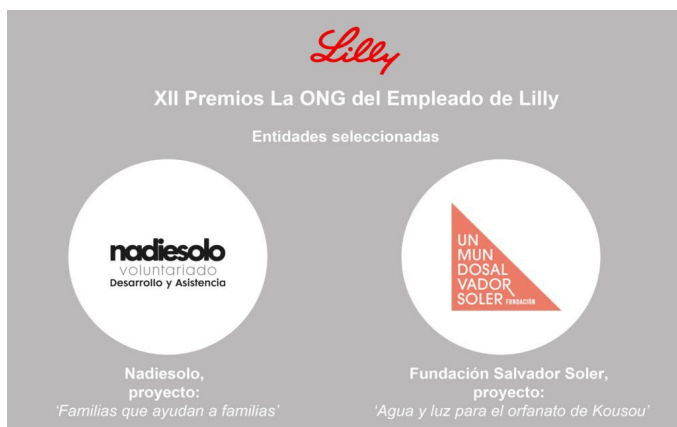 Lilly
XII Premios La ONG del Empleado de Lilly
Entidades seleccionadas
nadiesolo
voluntariado
Desarrollo y Asistencia
UN
MUN
DOSAL
VADOR
SOLER FUNDACIÓN
Nadiesolo,
proyecto:
‘Familias que ayudan a familias’
Fundación Salvador Soler,
proyecto:
‘Agua y luz para el orfanato de Kousou’